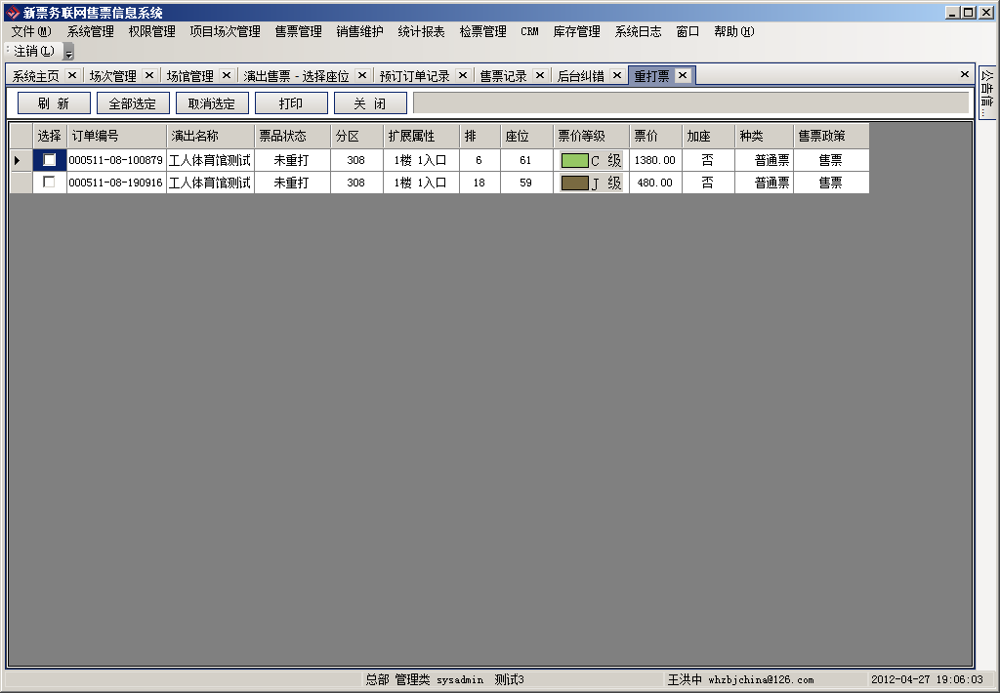 新票务联网售票信息系统
文件(M) 系统管理 权限管理 项目场次管理 售票管理 销售维护 统计报表 检票管理 CRM 库存管理 系统日志 窗口 帮助(H)
注销(L)
系统主页 场次管理 场馆管理 演出售票 - 选择座位 预订订单记录 售票记录 后台纠错 重打票
公告信...
刷 新 全部选定 取消选定 打印 关 闭
选择 订单编号 演出名称 票品状态 分区 扩展属性 排 座位 票价等级 票价 加座 种类 售票政策
000511-08-100879 工人体育馆测试 未重打 308 1楼 1入口 6 61 C 级 1380.00 否 普通票 售票
000511-08-190916 工人体育馆测试 未重打 308 1楼 1入口 18 59 J 级 480.00 否 普通票 售票
总部 管理类 sysadmin 测试3 王洪中 whzbjchina@126.com 2012-04-27 19:06:03